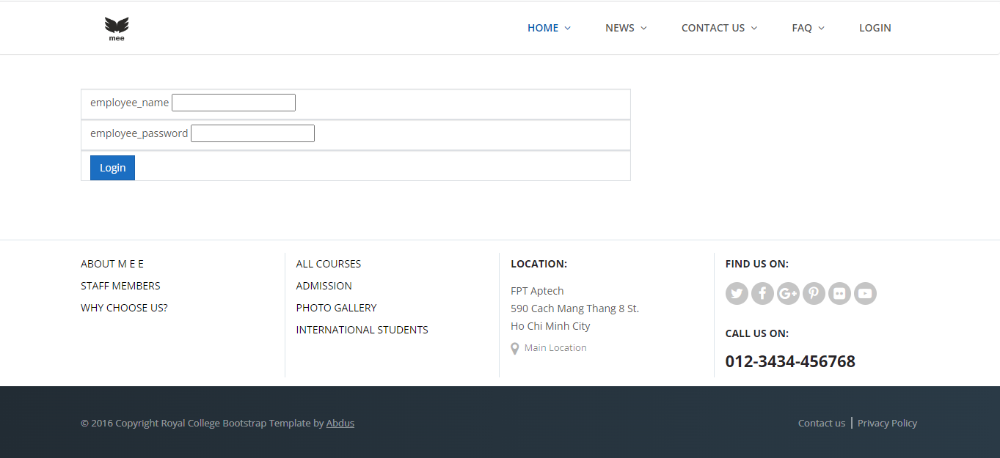 mee
HOME NEWS CONTACT US FAQ LOGIN
employee_name
employee_password
Login
ABOUT M E E
STAFF MEMBERS
WHY CHOOSE US?
ALL COURSES
ADMISSION
PHOTO GALLERY
INTERNATIONAL STUDENTS
LOCATION:
FPT Aptech
590 Cach Mang Thang 8 St.
Ho Chi Minh City
Main Location
FIND US ON:
CALL US ON:
012-3434-456768
© 2016 Copyright Royal College Bootstrap Template by Abdus
Contact us | Privacy Policy